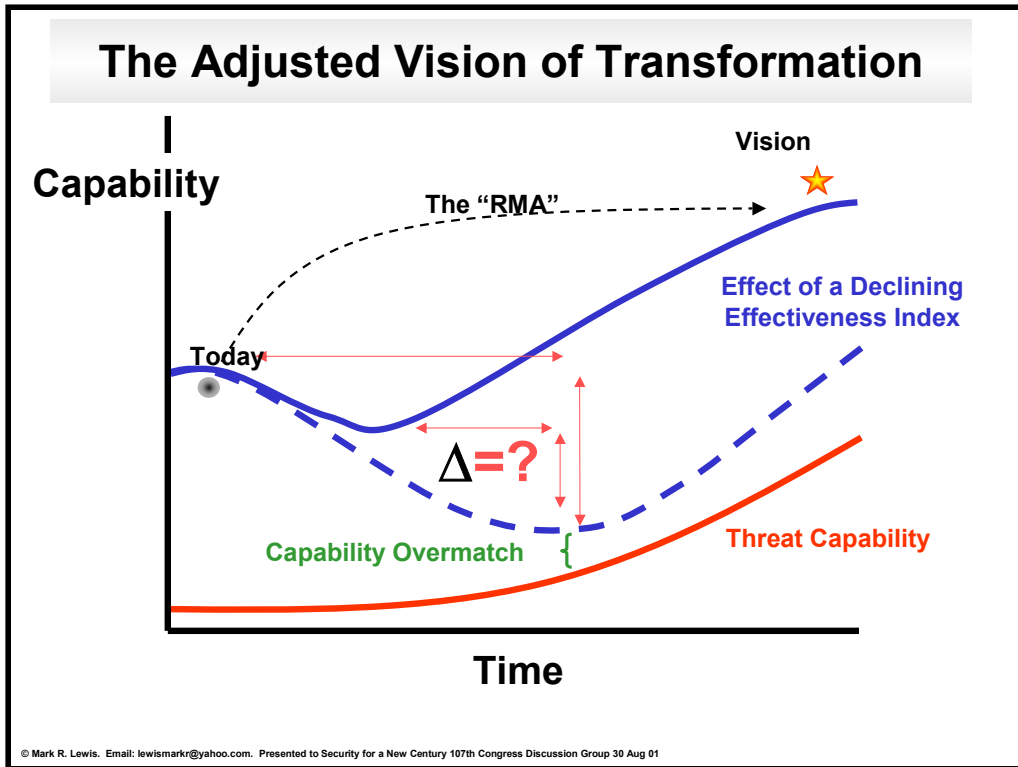 The Adjusted Vision of Transformation
Vision
Capability
The “RMA”
Effect of a Declining
Effectiveness Index
Today
Δ=?
Capability Overmatch
Threat Capability
Time
© Mark R. Lewis. Email: lewismarkr@yahoo.com. Presented to Security for a New Century 107th Congress Discussion Group 30 Aug 01